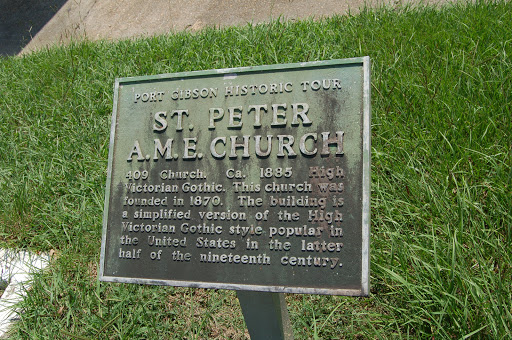 PORT GIBSON HISTORIC TOUR
ST. PETER
A.M.E. CHURCH
409 Church. Ca. 1885 High
Victorian Gothic. This church was
founded in 1870. The building is
a simplified version of the High
Victorian Gothic style popular in
the United States in the latter
half of the nineteenth century.